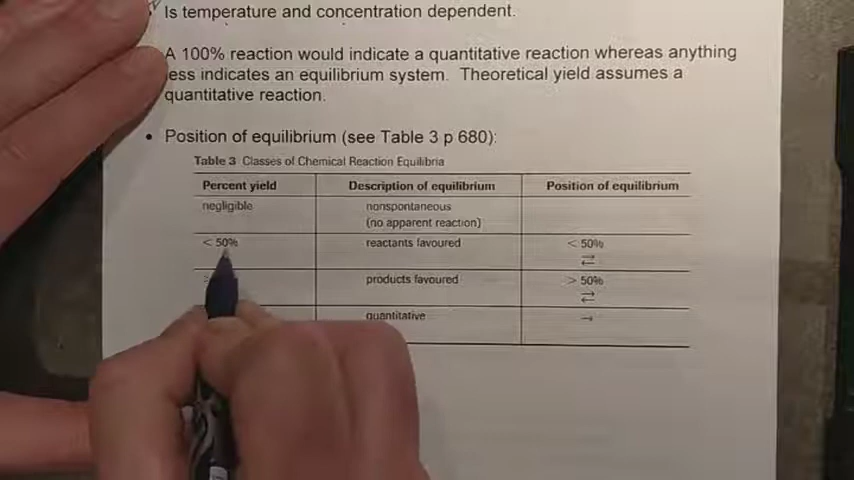 Is temperature and concentration dependent.
A 100% reaction would indicate a quantitative reaction whereas anything
ess indicates an equilibrium system. Theoretical yield assumes a
quantitative reaction.
• Position of equilibrium (see Table 3 p 680):
Table 3 Classes of Chemical Reaction Equilibria
Percent yield Description of equilibrium Position of equilibrium
negligible nonspontaneous
(no apparent reaction)
< 50% reactants favoured < 50%
⇄
products favoured > 50%
⇄
quantitative →